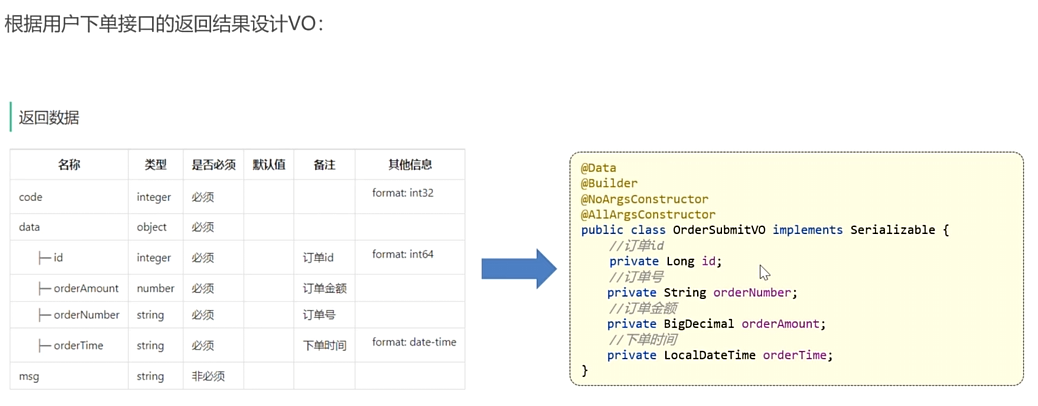 根据用户下单接口的返回结果设计VO：
返回数据
名称 类型 是否必须 默认值 备注 其他信息
code integer 必须 format: int32
data object 必须
├─ id integer 必须 订单id format: int64
├─ orderAmount number 必须 订单金额
├─ orderNumber string 必须 订单号
├─ orderTime string 必须 下单时间 format: date-time
msg string 非必须
@Data
@Builder
@NoArgsConstructor
@AllArgsConstructor
public class OrderSubmitVO implements Serializable {
//订单id
private Long id;
//订单号
private String orderNumber;
//订单金额
private BigDecimal orderAmount;
//下单时间
private LocalDateTime orderTime;
}